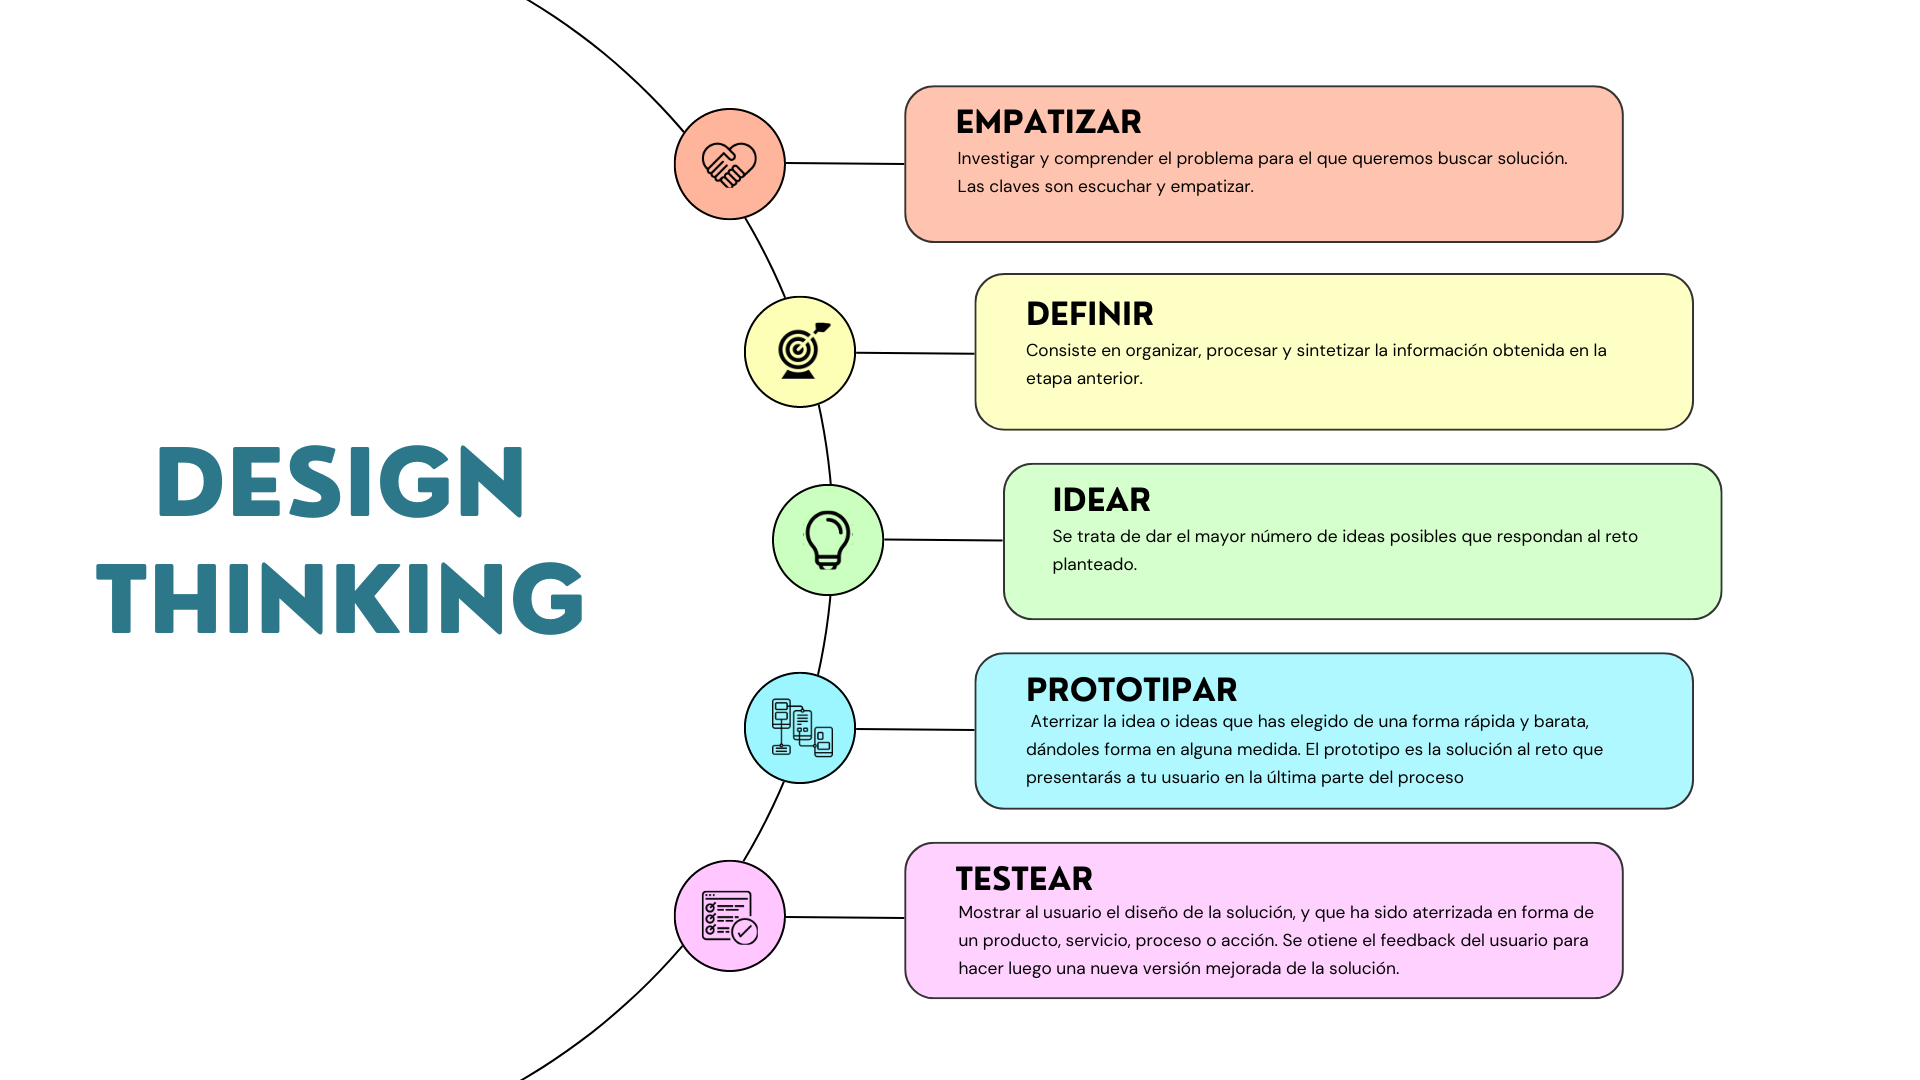 DESIGN
THINKING
EMPATIZAR
Investigar y comprender el problema para el que queremos buscar solución.
Las claves son escuchar y empatizar.
DEFINIR
Consiste en organizar, procesar y sintetizar la información obtenida en la
etapa anterior.
IDEAR
Se trata de dar el mayor número de ideas posibles que respondan al reto
planteado.
PROTOTIPAR
Aterrizar la idea o ideas que has elegido de una forma rápida y barata,
dándoles forma en alguna medida. El prototipo es la solución al reto que
presentarás a tu usuario en la última parte del proceso
TESTEAR
Mostrar al usuario el diseño de la solución, y que ha sido aterrizada en forma de
un producto, servicio, proceso o acción. Se otiene el feedback del usuario para
hacer luego una nueva versión mejorada de la solución.